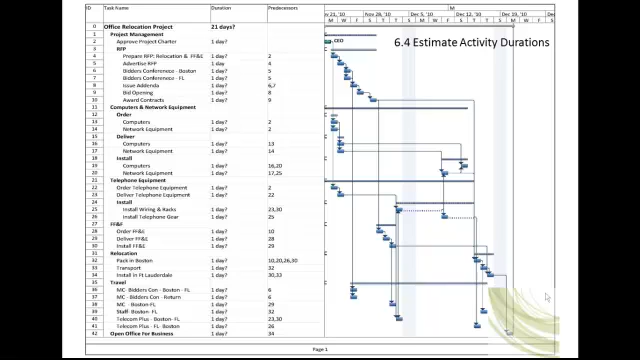 ID Task Name Duration Predecessors M
21, '10 Nov 28, '10 Dec 5, '10 Dec 12, '10 Dec 19, '10
0 Office Relocation Project 21 days?
1 Project Management
2 Approve Project Charter 1 day? CEO
3 RFP
4 Prepare RFP: Relocation & FF&E 1 day? 2
5 Advertise RFP 1 day 4
6 Bidders Conference - Boston 1 day? 5
7 Bidders Conferenece - FL 1 day? 5
8 Issue Addenda 1 day? 6,7
9 Bid Opening 1 day? 8
10 Award Contracts 1 day? 9
11 Computers & Network Equipment
12 Order
13 Computers 1 day? 2
14 Network Equipment 1 day? 2
15 Deliver
16 Computers 1 day? 13
17 Network Equipment 1 day? 14
18 Install
19 Computers 1 day? 16,20
20 Network Equipment 1 day? 17,25
21 Telephone Equipment
22 Order Telephone Equipment 1 day? 2
23 Deliver Telephone Equipment 1 day? 22
24 Install
25 Install Wiring & Racks 1 day? 23,30
26 Install Telephone Gear 1 day? 25
27 FF&F
28 Order FF&E 1 day? 10
29 Deliver FF&E 1 day? 28
30 Install FF&E 1 day? 29
31 Relocation
32 Pack in Boston 1 day? 10,20,26,30
33 Transport 1 day? 32
34 Install in Ft Lauderdale 1 day? 30,33
35 Travel
36 MC - Bidders Con - Boston-FL 1 day? 6
37 MC - Bidders Con - Return 1 day? 6
38 MC - Boston-FL 1 day? 29
39 Staff- Boston-FL 1 day? 32
40 Telecom Plus - Boston-FL 1 day? 23,30
41 Telecom Plus - FL- Boston 1 day? 26
42 Open Office For Business 1 day? 34
6.4 Estimate Activity Durations
Page 1